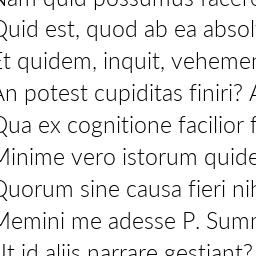 Nam quid possumus facere
Quid est, quod ab ea absol
Et quidem, inquit, vehemen
An potest cupiditas finiri? A
Qua ex cognitione facilior f
Minime vero istorum quide
Quorum sine causa fieri nih
Memini me adesse P. Sum
Ut id aliis narrare gestiant?